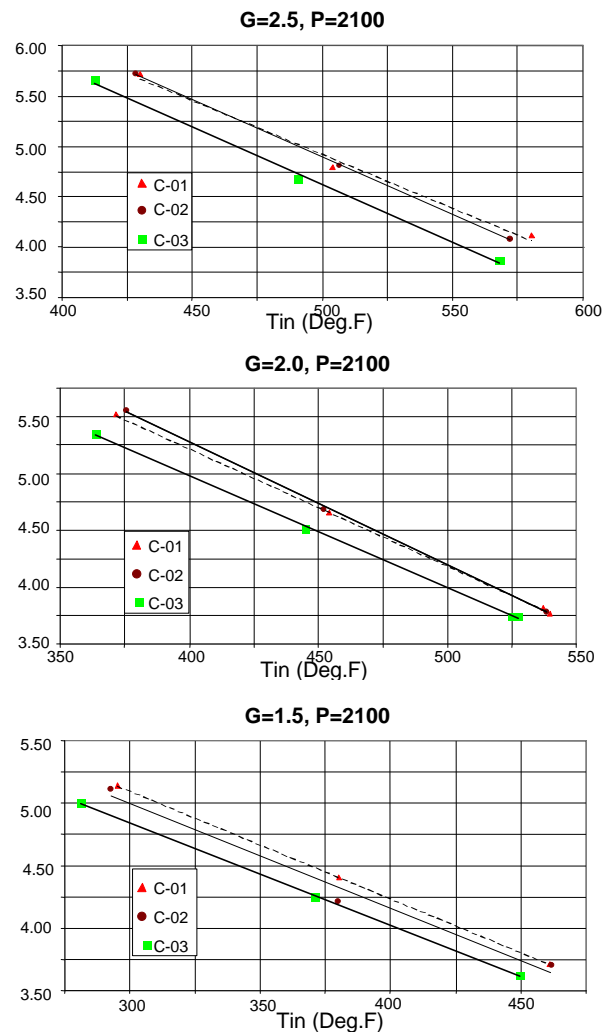 G=2.5, P=2100
6.00
5.50
5.00
4.50
4.00
3.50
C-01
C-02
C-03
400 450 500 550 600
Tin (Deg.F)
G=2.0, P=2100
5.50
5.00
4.50
4.00
3.50
C-01
C-02
C-03
350 400 450 500 550
Tin (Deg.F)
G=1.5, P=2100
5.50
5.00
4.50
4.00
3.50
C-01
C-02
C-03
300 350 400 450
Tin (Deg.F)